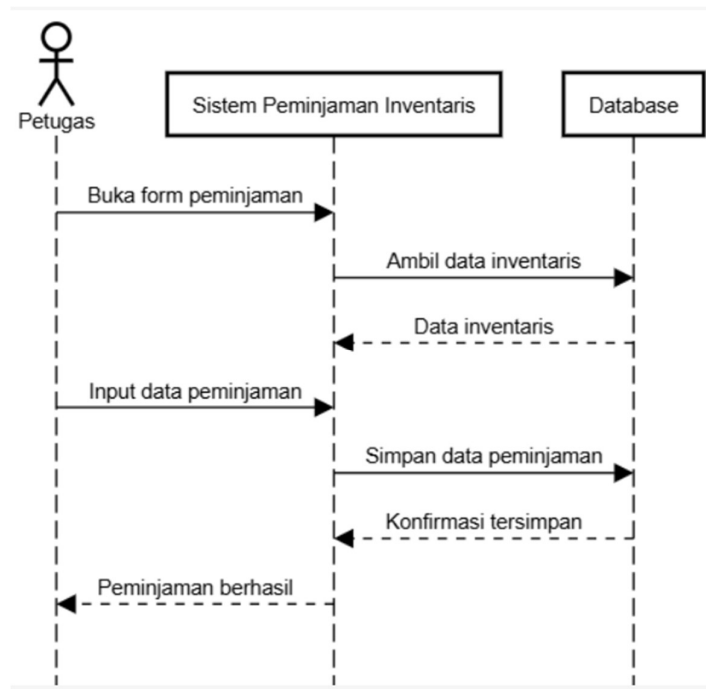 Petugas
Sistem Peminjaman Inventaris
Database
Buka form peminjaman
Ambil data inventaris
Data inventaris
Input data peminjaman
Simpan data peminjaman
Konfirmasi tersimpan
Peminjaman berhasil